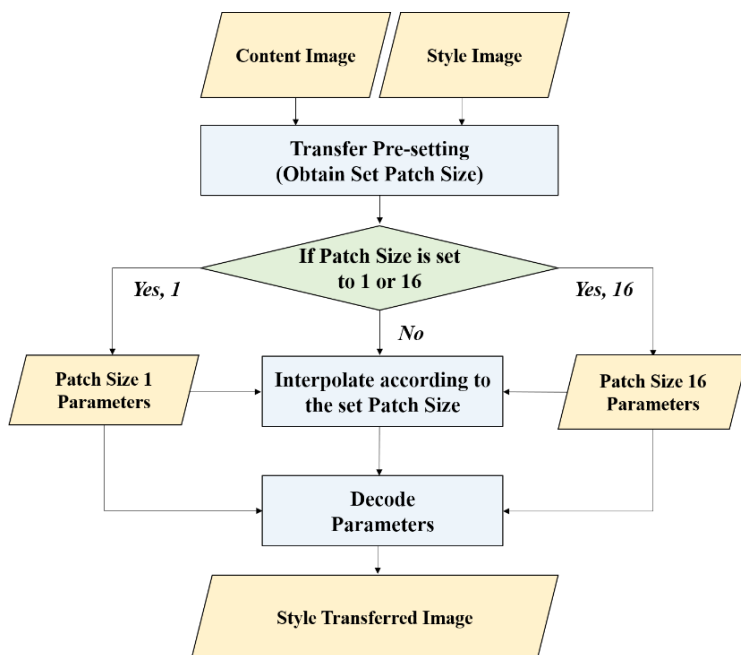 Content Image
Style Image
Transfer Pre-setting
(Obtain Set Patch Size)
If Patch Size is set
to 1 or 16
Yes, 1
Yes, 16
No
Patch Size 1
Parameters
Interpolate according to
the set Patch Size
Patch Size 16
Parameters
Decode
Parameters
Style Transferred Image